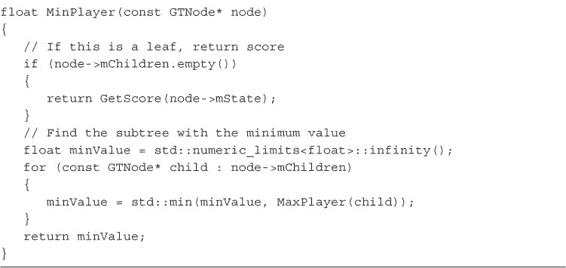 float MinPlayer(const GTNode* node)
{
   // If this is a leaf, return score
   if (node->mChildren.empty())
   {
      return GetScore(node->mState);
   }
   // Find the subtree with the minimum value
   float minValue = std::numeric_limits<float>::infinity();
   for (const GTNode* child : node->mChildren)
   {
      minValue = std::min(minValue, MaxPlayer(child));
   }
   return minValue;
}